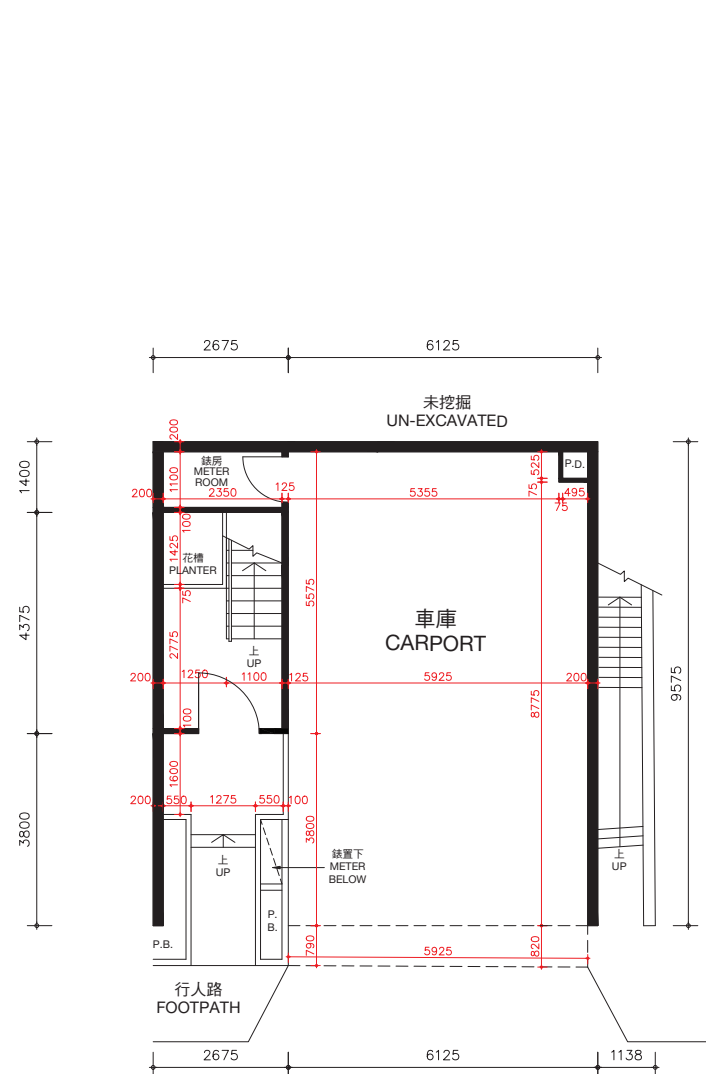 2675
6125
未挖掘
UN-EXCAVATED
200
1400
1100
錶房
METER
ROOM
525
P.D.
200
2350
125
5355
75
495
75
100
1425
花槽
PLANTER
75
5575
車庫
CARPORT
4375
2775
上
UP
9575
200
1250
1100
125
5925
200
8775
100
1600
200
550
1275
550
100
3800
3800
上
UP
錶置下
METER
BELOW
上
UP
P.
B.
P.B.
790
5925
820
行人路
FOOTPATH
2675
6125
1138